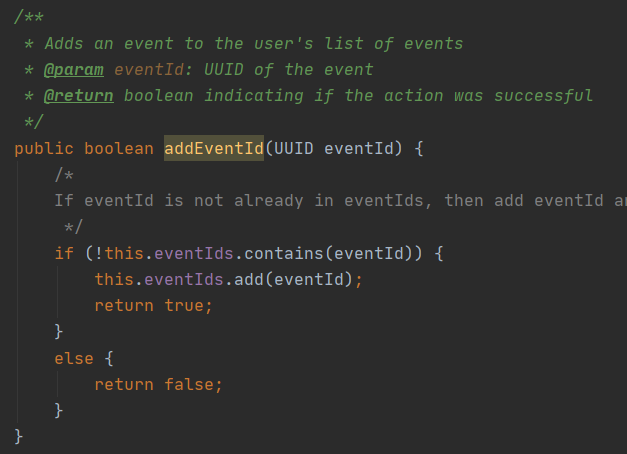 /**
 * Adds an event to the user's list of events
 * @param eventId: UUID of the event
 * @return boolean indicating if the action was successful
 */
public boolean addEventId(UUID eventId) {
    /*
    If eventId is not already in eventIds, then add eventId
     */
    if (!this.eventIds.contains(eventId)) {
        this.eventIds.add(eventId);
        return true;
    }
    else {
        return false;
    }
}